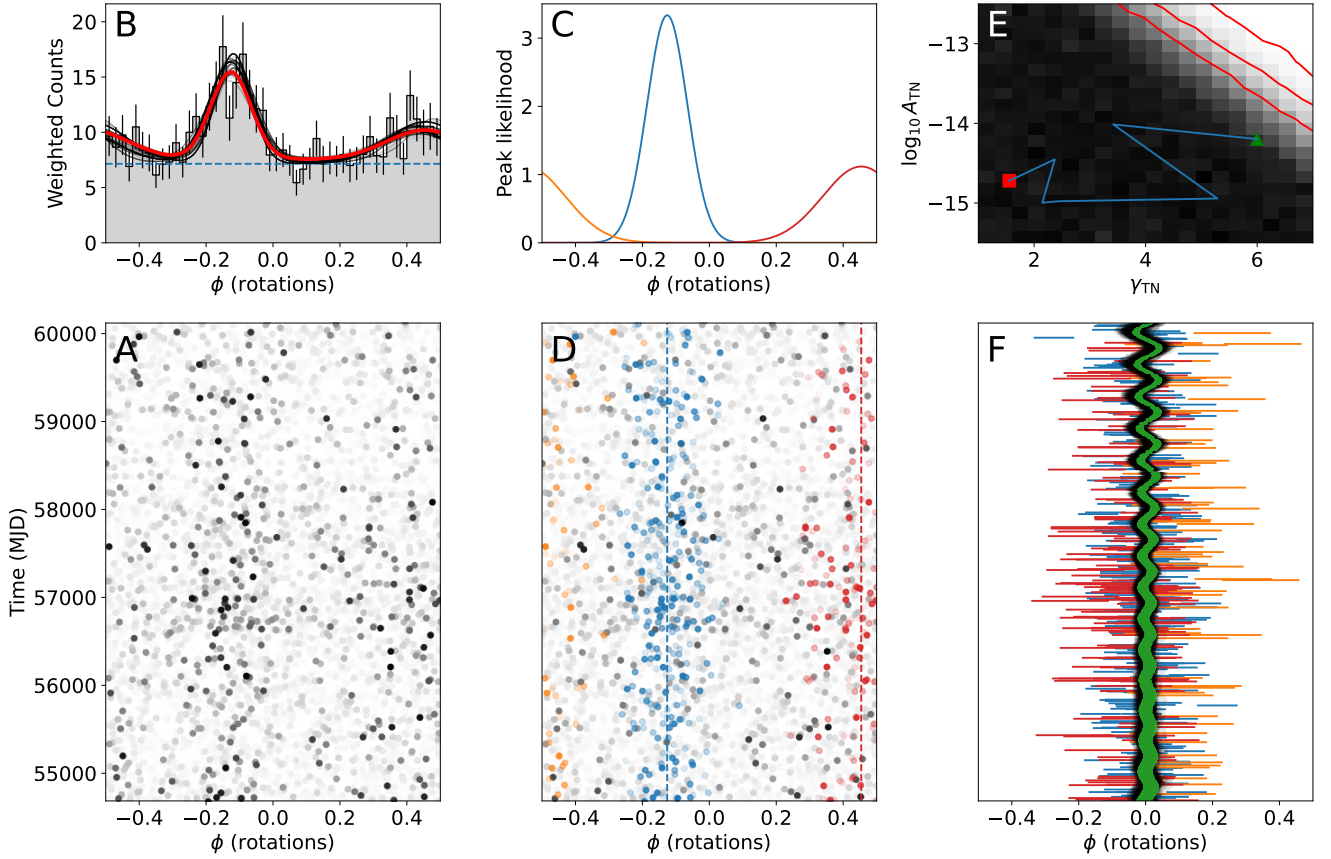 B
Weighted Counts
20
15
10
5
0
−0.4 −0.2 0.0 0.2 0.4
ϕ (rotations)
C
Peak likelihood
3
2
1
0
−0.4 −0.2 0.0 0.2 0.4
ϕ (rotations)
E
log₁₀ A_TN
−13
−14
−15
2 4 6
γ_TN
A
Time (MJD)
60000
59000
58000
57000
56000
55000
−0.4 −0.2 0.0 0.2 0.4
ϕ (rotations)
D
−0.4 −0.2 0.0 0.2 0.4
ϕ (rotations)
F
−0.4 −0.2 0.0 0.2 0.4
ϕ (rotations)